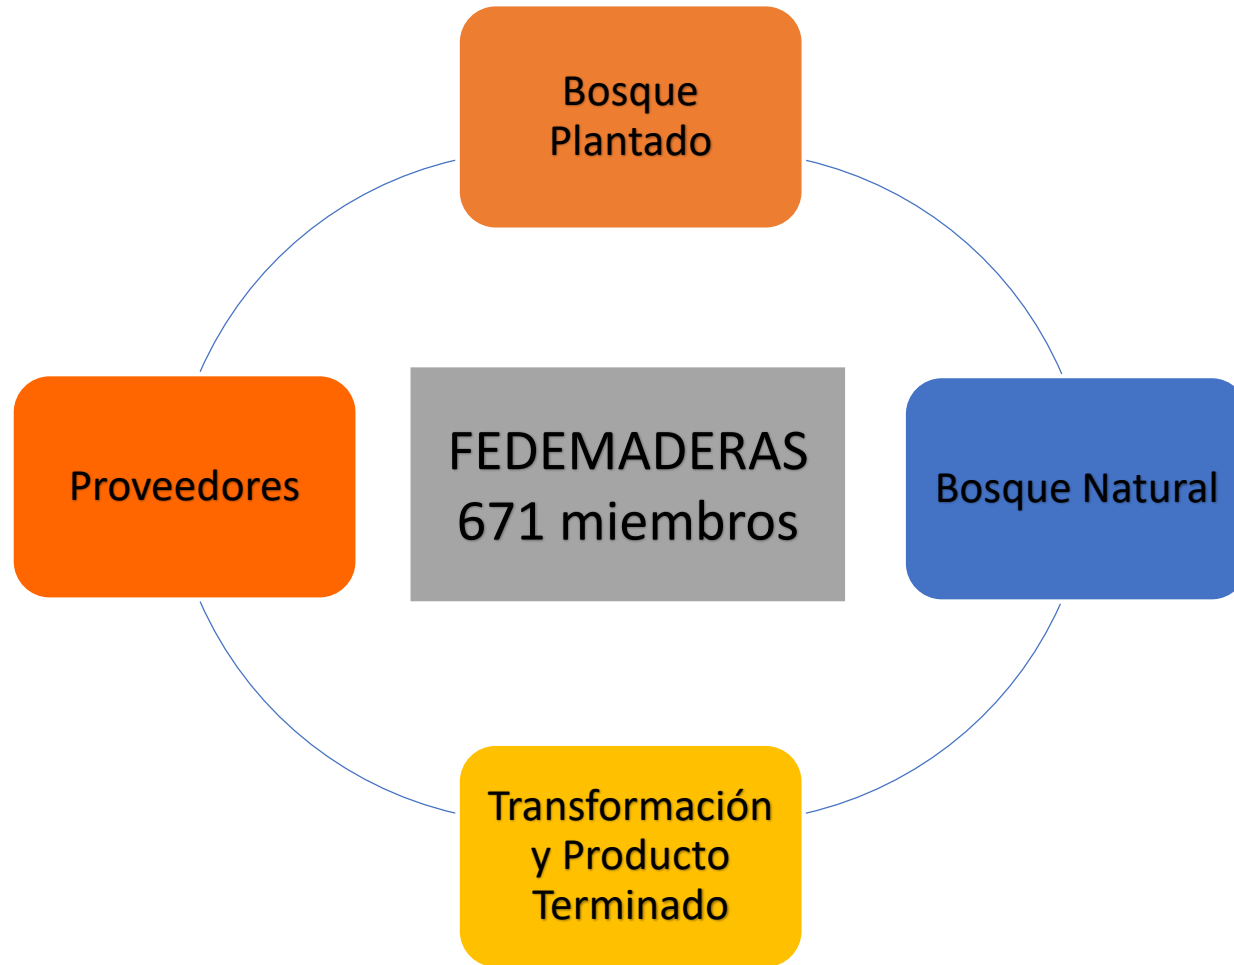 Bosque
Plantado
Proveedores
FEDEMADERAS
671 miembros
Bosque Natural
Transformación
y Producto
Terminado